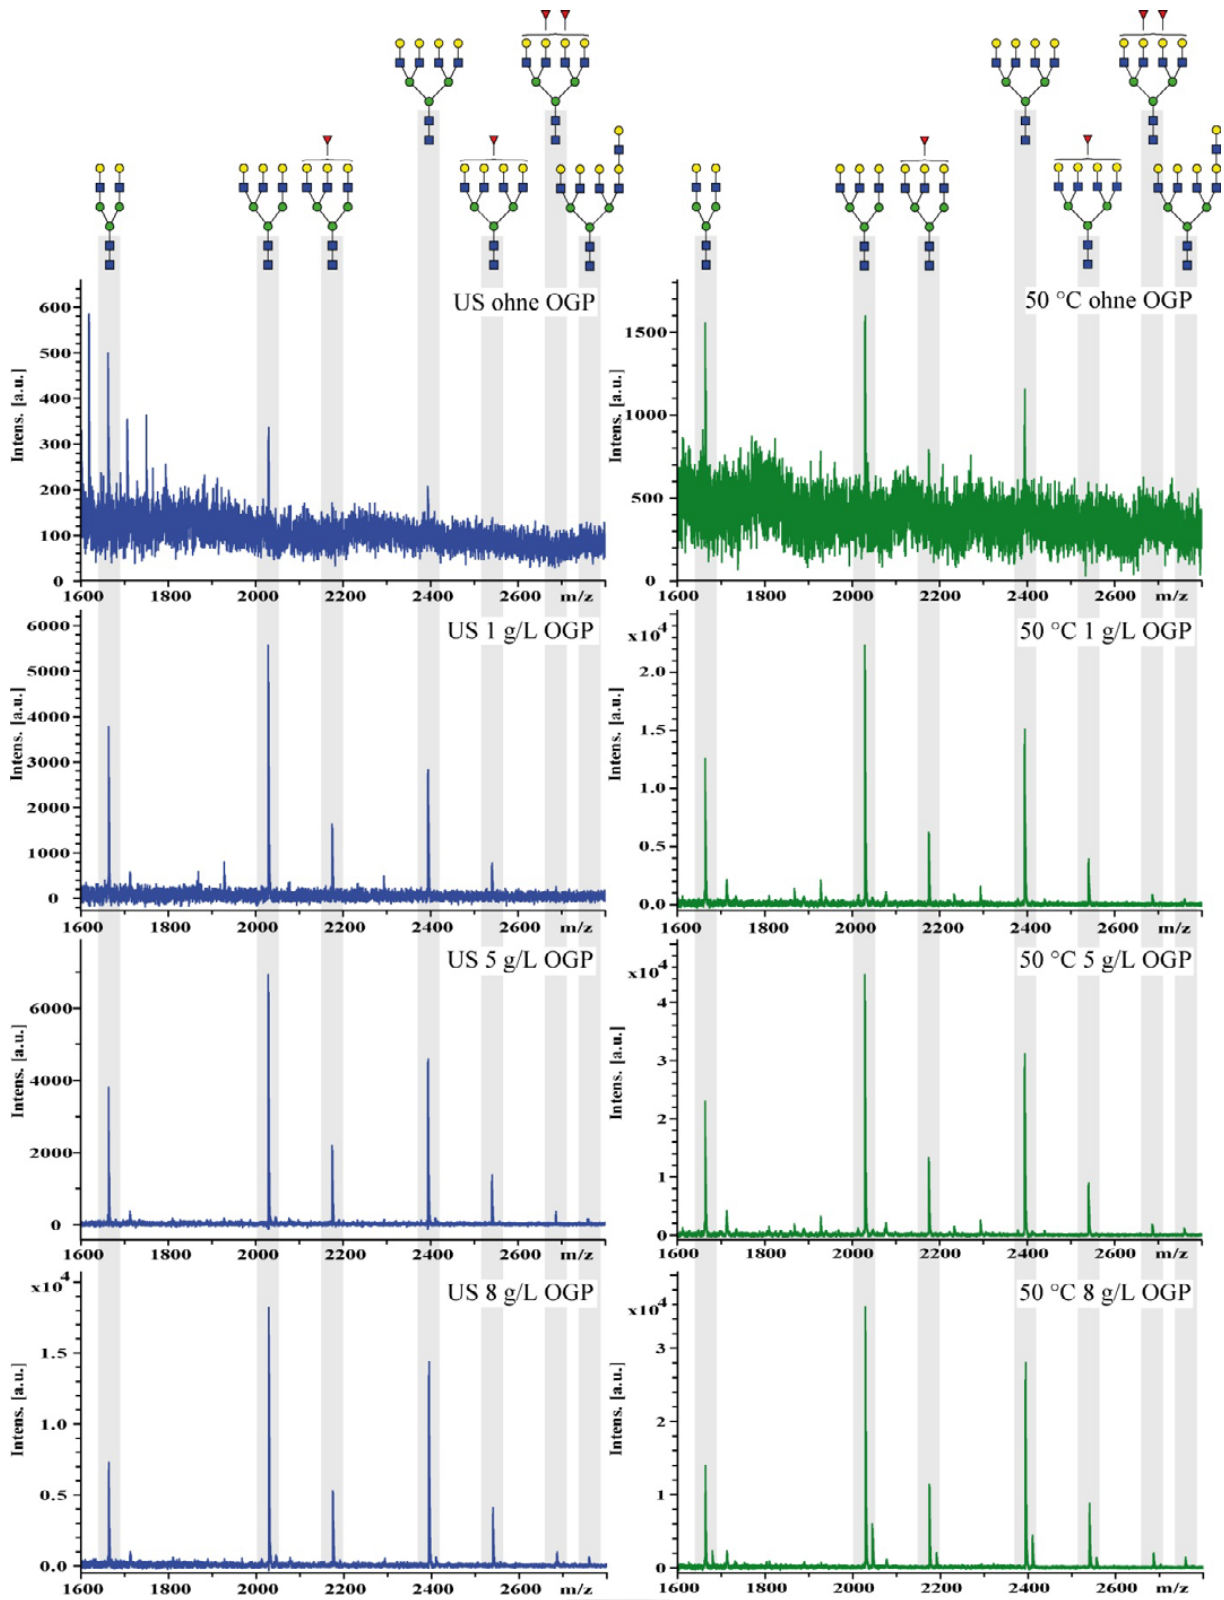 US ohne OGP
Intens. [a.u.]
600
500
400
300
200
100
0
1600 1800 2000 2200 2400 2600 m/z
50 °C ohne OGP
Intens. [a.u.]
1500
1000
500
0
1600 1800 2000 2200 2400 2600 m/z
US 1 g/L OGP
Intens. [a.u.]
6000
5000
4000
3000
2000
1000
0
1600 1800 2000 2200 2400 2600 m/z
50 °C 1 g/L OGP
Intens. [a.u.]
x10^4
2.0
1.5
1.0
0.5
0.0
1600 1800 2000 2200 2400 2600 m/z
US 5 g/L OGP
Intens. [a.u.]
6000
4000
2000
0
1600 1800 2000 2200 2400 2600 m/z
50 °C 5 g/L OGP
Intens. [a.u.]
x10^4
4
3
2
1
0
1600 1800 2000 2200 2400 2600 m/z
US 8 g/L OGP
Intens. [a.u.]
x10^4
1.5
1.0
0.5
0.0
1600 1800 2000 2200 2400 2600 m/z
50 °C 8 g/L OGP
Intens. [a.u.]
x10^4
3
2
1
0
1600 1800 2000 2200 2400 2600 m/z